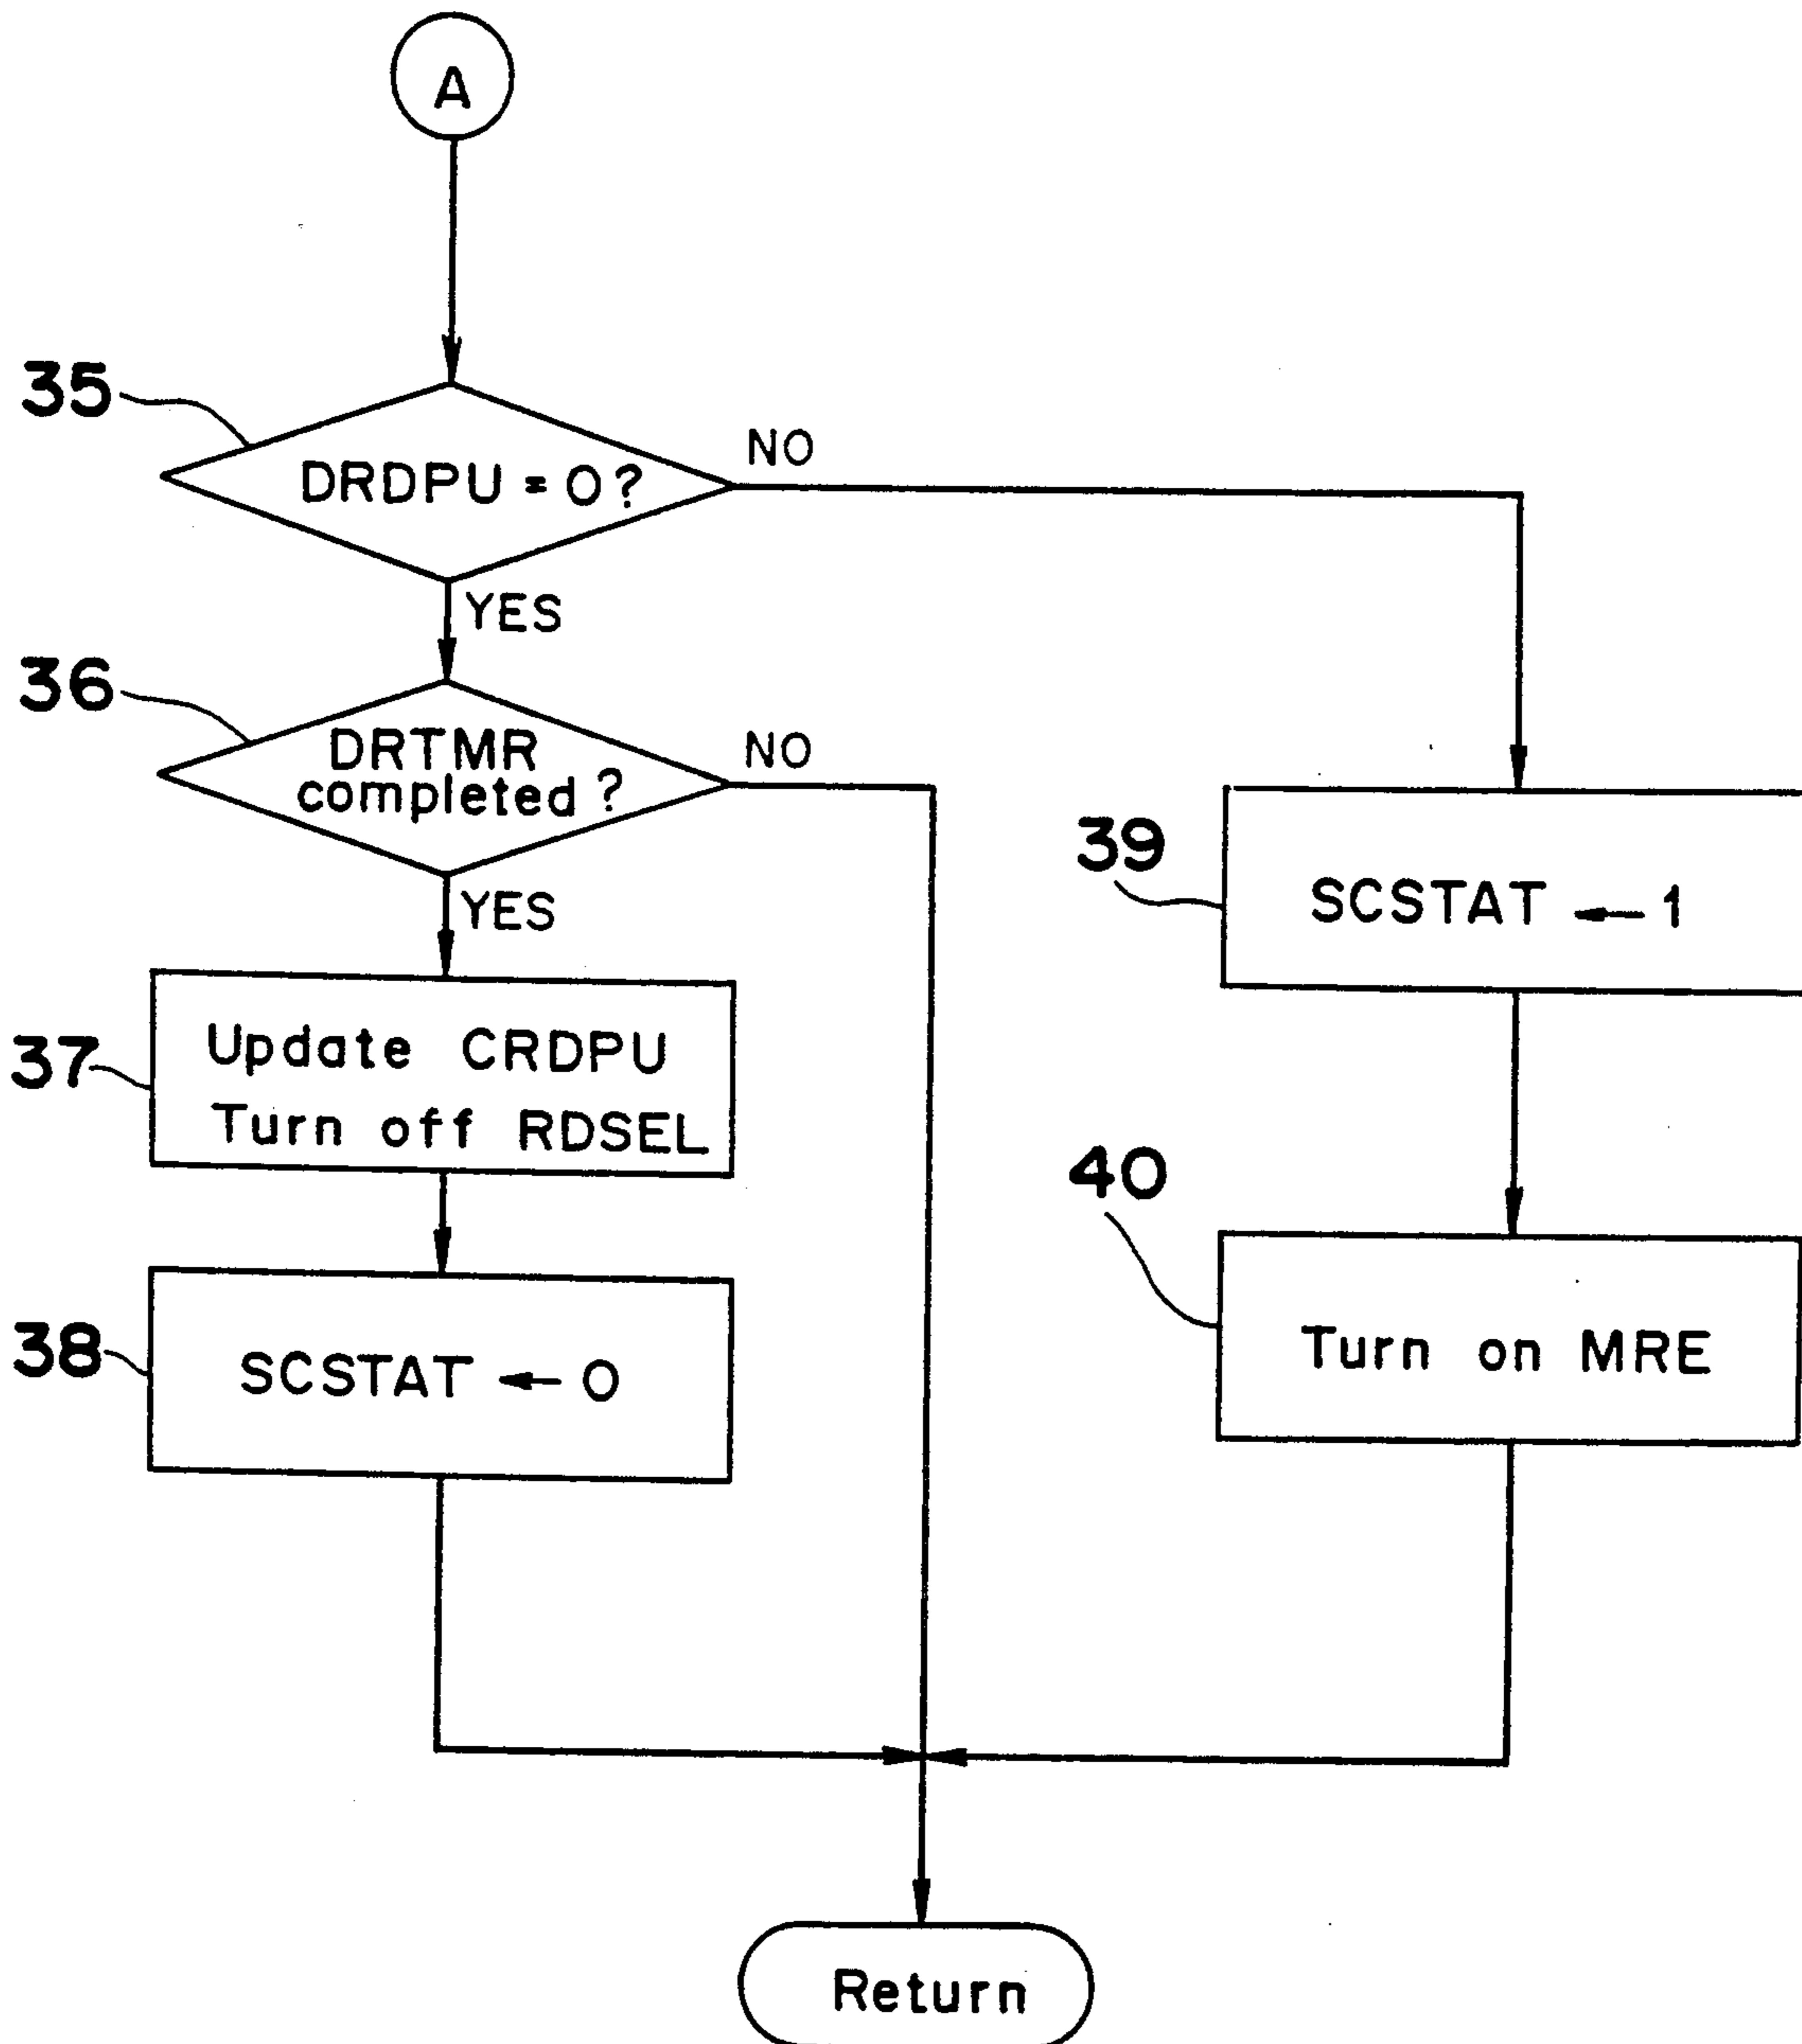 A
35
DRDPU = 0?
NO
YES
36
DRTMR
completed ?
NO
YES
37
Update CRDPU
Turn off RDSEL
38
SCSTAT ← 0
39
SCSTAT ← 1
40
Turn on MRE
Return